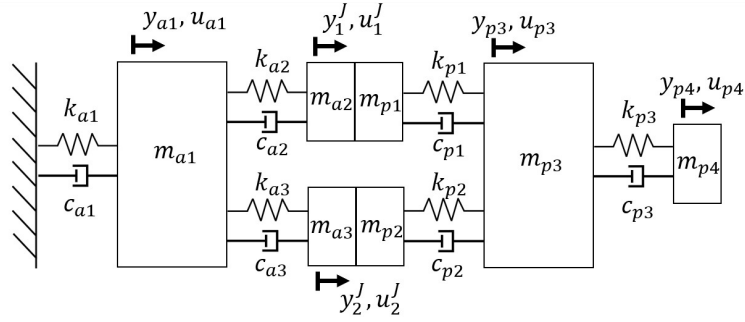 y_{a1}, u_{a1}
y_1^J, u_1^J
y_{p3}, u_{p3}
y_{p4}, u_{p4}
k_{a1}
k_{a2}
k_{p1}
k_{p3}
m_{a1}
m_{a2}
m_{p1}
m_{p3}
m_{p4}
c_{a1}
c_{a2}
c_{p1}
c_{p3}
k_{a3}
k_{p2}
m_{a3}
m_{p2}
c_{a3}
c_{p2}
y_2^J, u_2^J